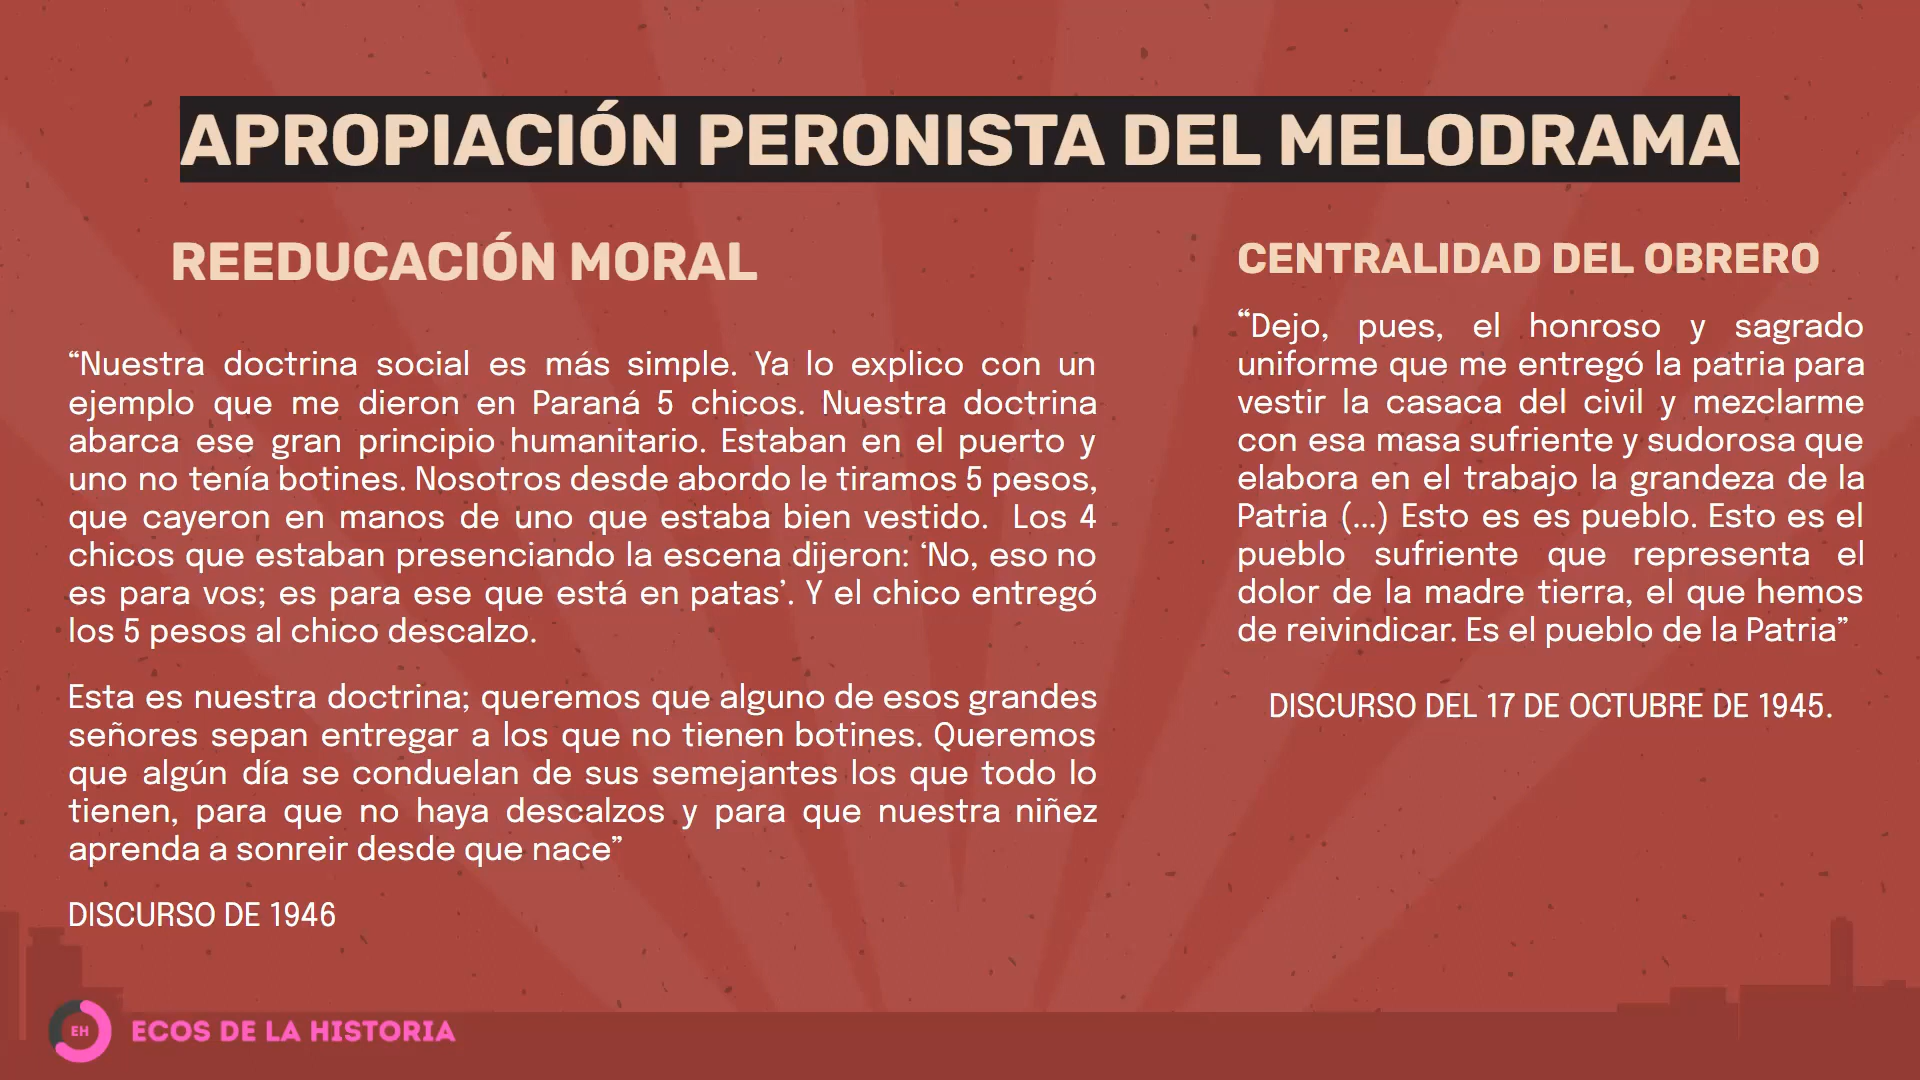 APROPIACIÓN PERONISTA DEL MELODRAMA
REEDUCACIÓN MORAL
“Nuestra doctrina social es más simple. Ya lo explico con un
ejemplo que me dieron en Paraná 5 chicos. Nuestra doctrina
abarca ese gran principio humanitario. Estaban en el puerto y
uno no tenía botines. Nosotros desde abordo le tiramos 5 pesos,
que cayeron en manos de uno que estaba bien vestido.  Los 4
chicos que estaban presenciando la escena dijeron: ‘No, eso no
es para vos; es para ese que está en patas’. Y el chico entregó
los 5 pesos al chico descalzo.
Esta es nuestra doctrina; queremos que alguno de esos grandes
señores sepan entregar a los que no tienen botines. Queremos
que algún día se conduelan de sus semejantes los que todo lo
tienen, para que no haya descalzos y para que nuestra niñez
aprenda a sonreir desde que nace”
DISCURSO DE 1946
CENTRALIDAD DEL OBRERO
“Dejo, pues, el honroso y sagrado
uniforme que me entregó la patria para
vestir la casaca del civil y mezclarme
con esa masa sufriente y sudorosa que
elabora en el trabajo la grandeza de la
Patria (...) Esto es es pueblo. Esto es el
pueblo sufriente que representa el
dolor de la madre tierra, el que hemos
de reivindicar. Es el pueblo de la Patria”
DISCURSO DEL 17 DE OCTUBRE DE 1945.
EH
ECOS DE LA HISTORIA